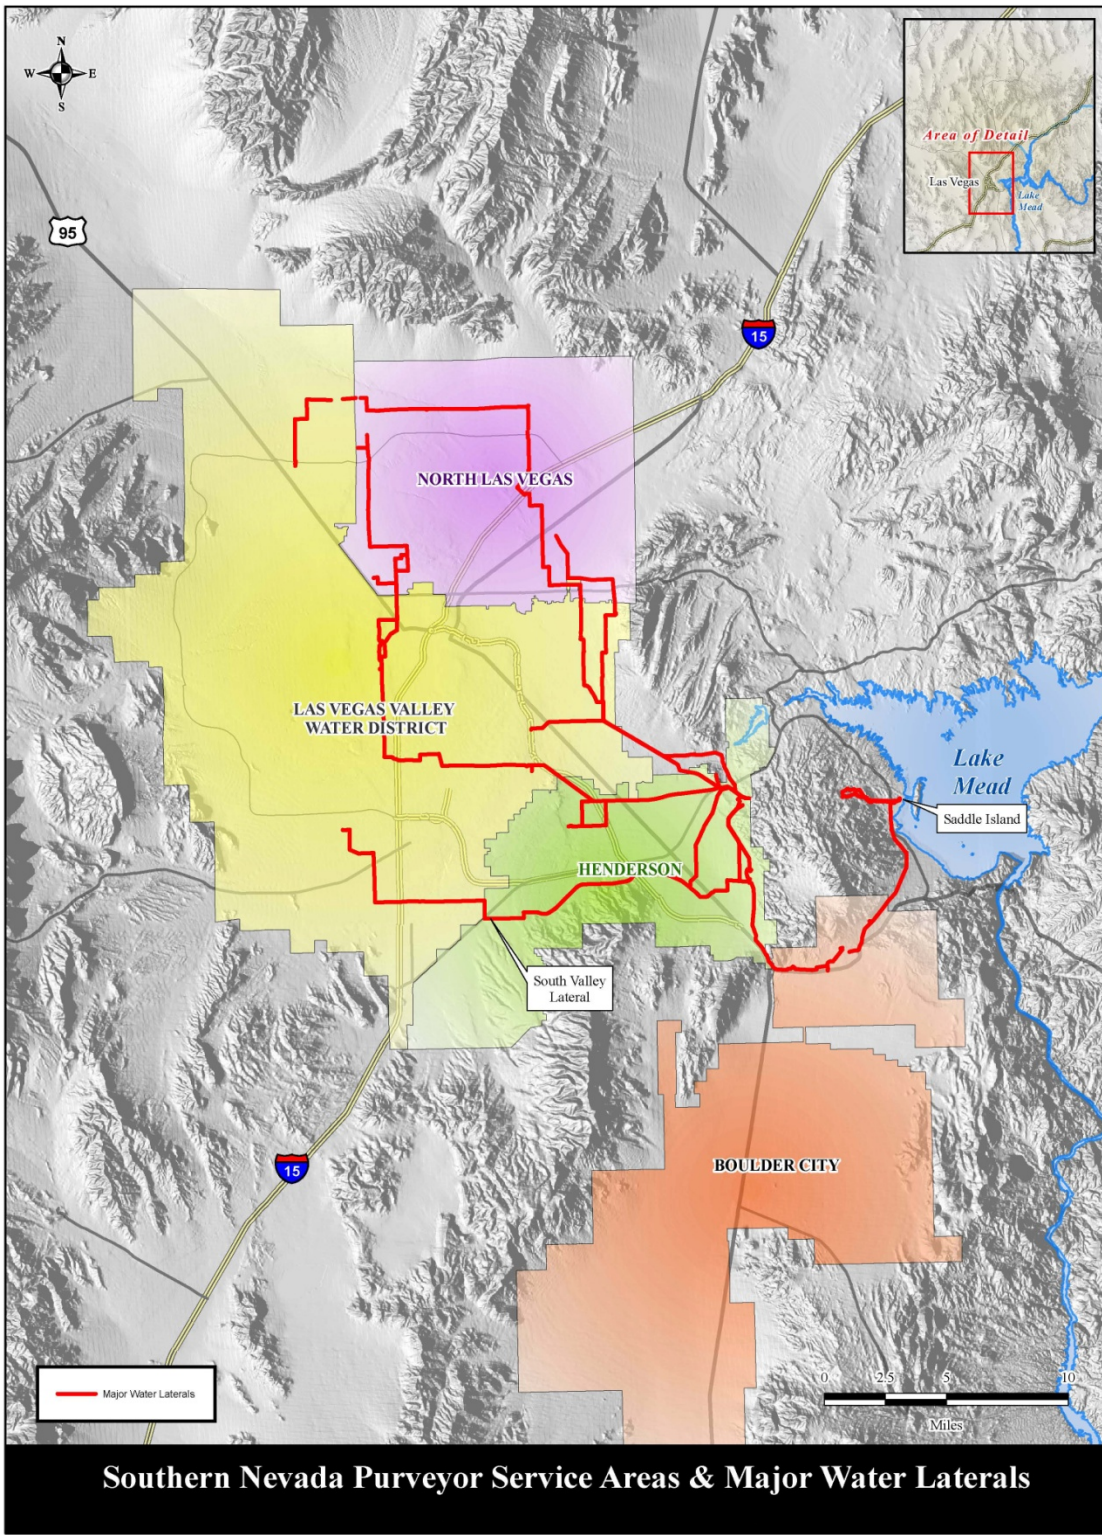 N
W E
S
95
Area of Detail
Las Vegas
Lake
Mead
15
NORTH LAS VEGAS
LAS VEGAS VALLEY
WATER DISTRICT
Lake
Mead
Saddle Island
HENDERSON
South Valley
Lateral
BOULDER CITY
15
Major Water Laterals
0 2.5 5 10
Miles
Southern Nevada Purveyor Service Areas & Major Water Laterals